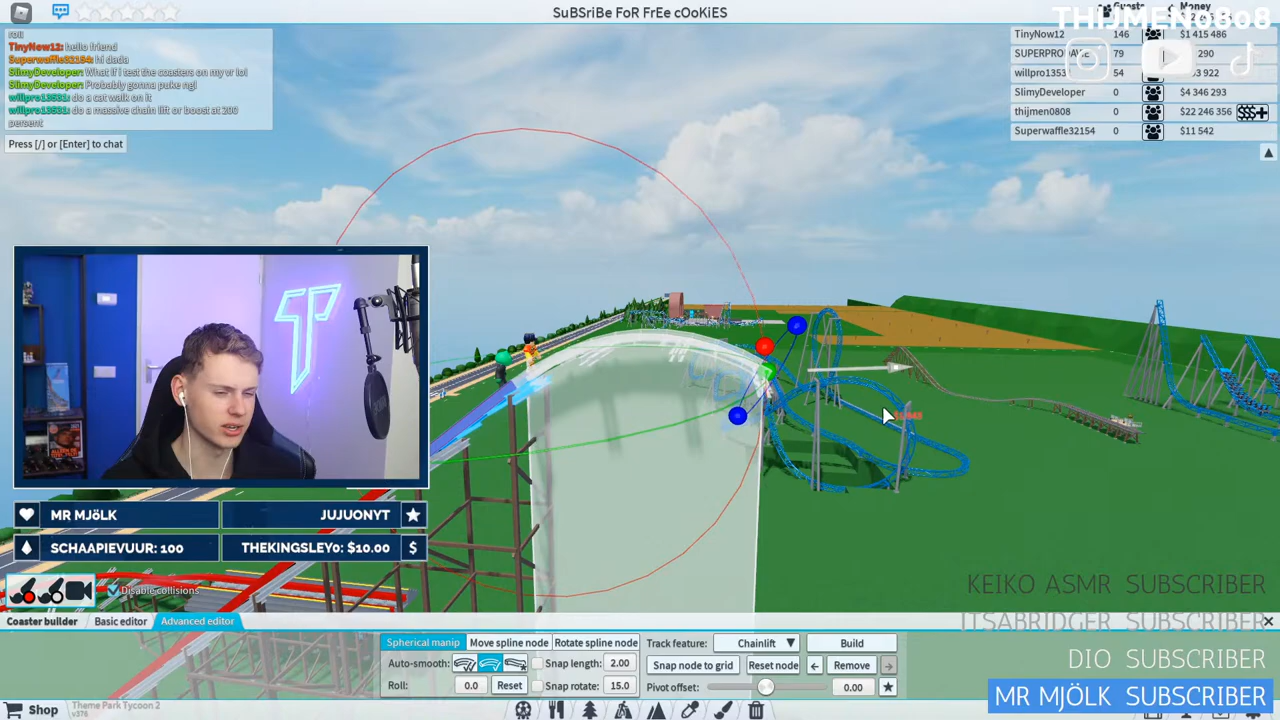 SuBSriBe FoR FrEe cOoKiES
Guests
Money
THIJMEN0808
roll
TinyNow12: hello friend
Superwaffle32154: hi dada
SlimyDeveloper: What if i test the coasters on my vr lol
SlimyDeveloper: Probably gonna puke ngl
willpro13531: do a cat walk on it
willpro13531: do a massive chain lift or boost at 200
persent
Press [/] or [Enter] to chat
TinyNow12 146 $1 415 486
79 290
54 922
SlimyDeveloper 0 $4 346 293
thijmen0808 0 $22 246 356
Superwaffle32154 0 $11 542
MR MJöLK
JUJUONYT
SCHAAPIEVUUR: 100
THEKINGSLEY0: $10.00
Disable collisions
KEIKO ASMR SUBSCRIBER
ITSABRIDGER SUBSCRIBER
DIO SUBSCRIBER
MR MJÖLK SUBSCRIBER
Coaster builder Basic editor Advanced editor
Spherical manip Move spline node Rotate spline node Track feature: Chainlift Build
Auto-smooth: Snap length: 2.00 Snap node to grid Reset node Remove
Roll: 0.0 Reset Snap rotate: 15.0 Pivot offset: 0.00
Shop
Theme Park Tycoon 2
v378